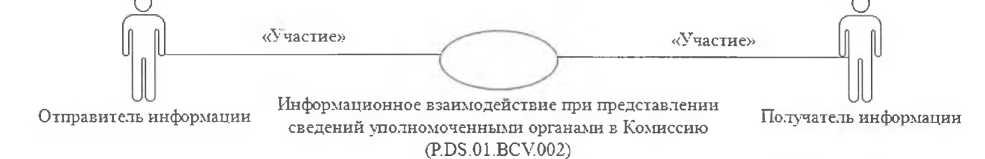 «Участие»
«Участие»
Отправитель информации
Информационное взаимодействие при представлении
сведений уполномоченными органами в Комиссию
(P.DS.01.BCV.002)
Получатель информации